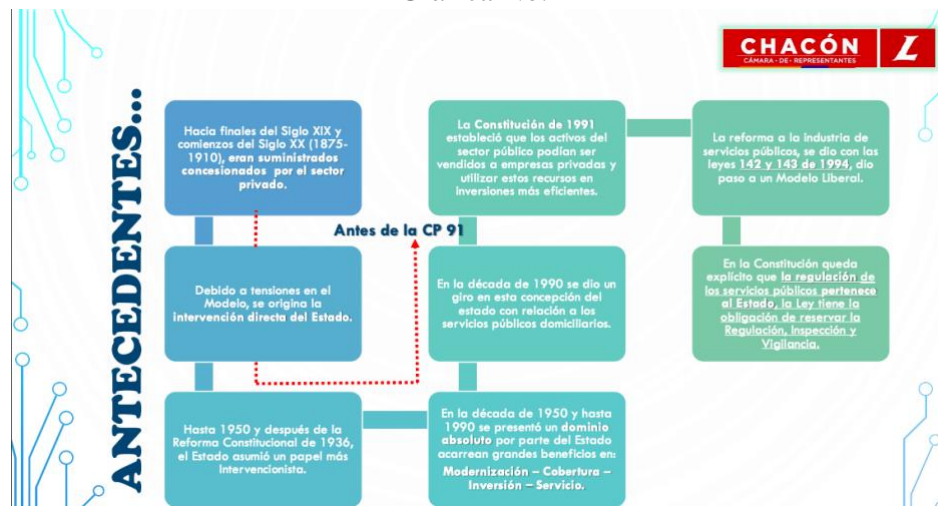 CHACÓN
CÁMARA - DE - REPRESENTANTES
L
ANTECEDENTES...
Hacia finales del Siglo XIX y
comienzos del Siglo XX (1875-
1910), eran suministrados
concesionados por el sector
privado.
Debido a tensiones en el
Modelo, se origina la
intervención directa del Estado.
Hasta 1950 y después de la
Reforma Constitucional de 1936,
el Estado asumió un papel más
Intervencionista.
Antes de la CP 91
En la década de 1950 y hasta
1990 se presentó un dominio
absoluto por parte del Estado
acarrean grandes beneficios en:
Modernización – Cobertura –
Inversión – Servicio.
En la década de 1990 se dio un
giro en esta concepción del
estado con relación a los
servicios públicos domiciliarios.
La Constitución de 1991
estableció que los activos del
sector público podían ser
vendidos a empresas privadas y
utilizar estos recursos en
inversiones más eficientes.
La reforma a la industria de
servicios públicos, se dio con las
leyes 142 y 143 de 1994, dio
paso a un Modelo Liberal.
En la Constitución queda
explícito que la regulación de
los servicios públicos pertenece
al Estado, la Ley tiene la
obligación de reservar la
Regulación, Inspección y
Vigilancia.